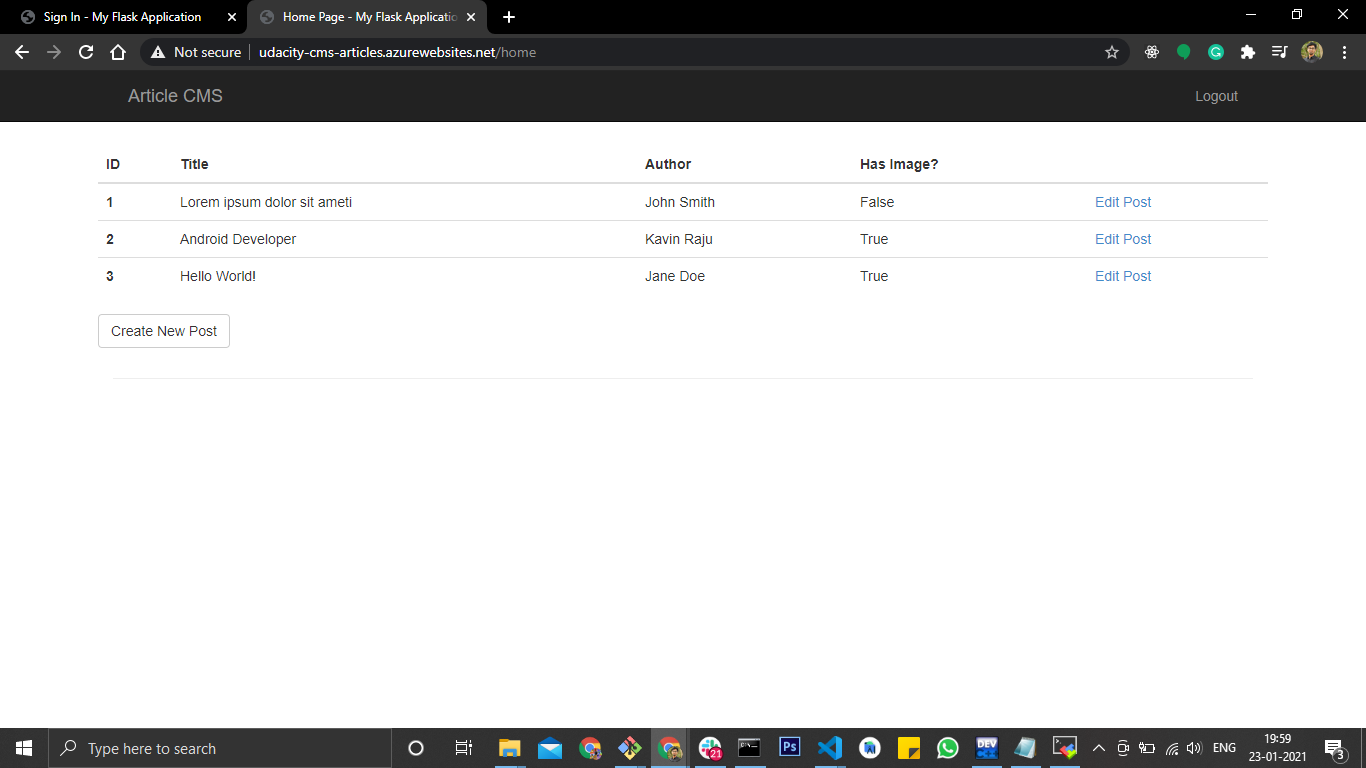 Sign In - My Flask Application
Home Page - My Flask Applicatio
Not secure udacity-cms-articles.azurewebsites.net/home
Article CMS Logout
ID Title Author Has Image?
1 Lorem ipsum dolor sit ameti John Smith False Edit Post
2 Android Developer Kavin Raju True Edit Post
3 Hello World! Jane Doe True Edit Post
Create New Post
Type here to search
21
Ps
DEV
ENG
19:59
23-01-2021
3